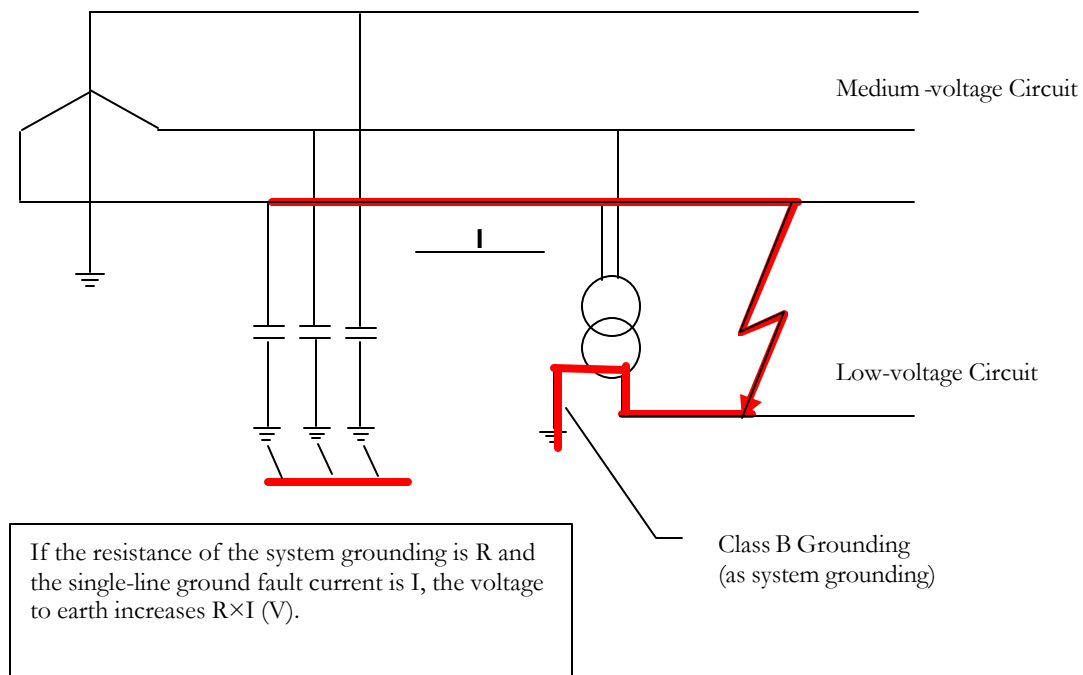 Medium -voltage Circuit
I
Low-voltage Circuit
If the resistance of the system grounding is R and
the single-line ground fault current is I, the voltage
to earth increases R×I (V).
Class B Grounding
(as system grounding)